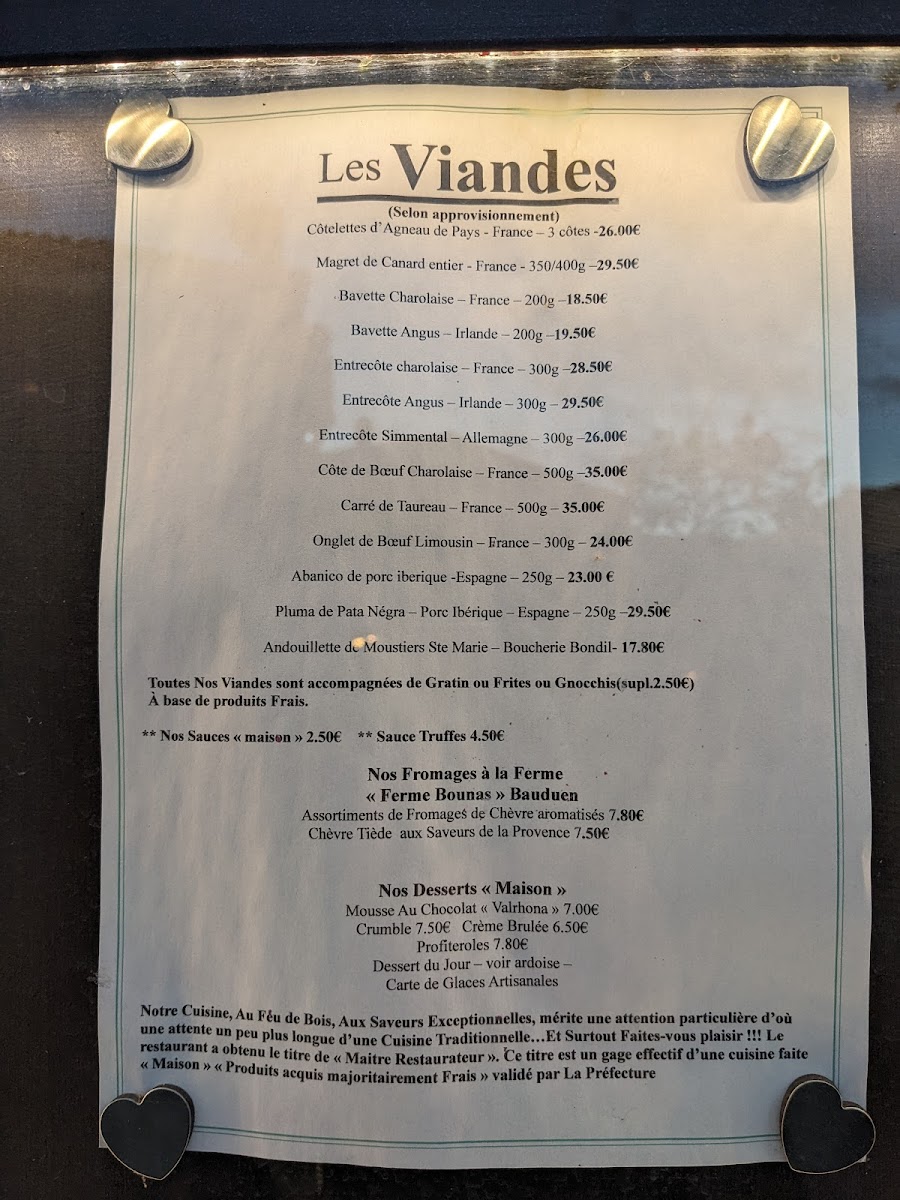 Les Viandes
(Selon approvisionnement)
Côtelettes d'Agneau de Pays - France – 3 côtes -26.00€
Magret de Canard entier - France - 350/400g –29.50€
Bavette Charolaise – France – 200g –18.50€
Bavette Angus – Irlande – 200g –19.50€
Entrecôte charolaise – France – 300g –28.50€
Entrecôte Angus – Irlande – 300g – 29.50€
Entrecôte Simmental – Allemagne – 300g –26.00€
Côte de Bœuf Charolaise – France – 500g –35.00€
Carré de Taureau – France – 500g – 35.00€
Onglet de Bœuf Limousin – France – 300g – 24.00€
Abanico de porc iberique -Espagne – 250g – 23.00 €
Pluma de Pata Négra – Porc Ibérique – Espagne – 250g –29.50€
Andouillette de Moustiers Ste Marie – Boucherie Bondil- 17.80€
Toutes Nos Viandes sont accompagnées de Gratin ou Frites ou Gnocchis(supl.2.50€)
À base de produits Frais.
** Nos Sauces « maison » 2.50€ ** Sauce Truffes 4.50€
Nos Fromages à la Ferme
« Ferme Bounas » Bauduen
Assortiments de Fromages de Chèvre aromatisés 7.80€
Chèvre Tiède aux Saveurs de la Provence 7.50€
Nos Desserts « Maison »
Mousse Au Chocolat « Valrhona » 7.00€
Crumble 7.50€ Crème Brulée 6.50€
Profiteroles 7.80€
Dessert du Jour – voir ardoise –
Carte de Glaces Artisanales
Notre Cuisine, Au Feu de Bois, Aux Saveurs Exceptionnelles, mérite une attention particulière d'où
une attente un peu plus longue d'une Cuisine Traditionnelle…Et Surtout Faites-vous plaisir !!! Le
restaurant a obtenu le titre de « Maitre Restaurateur ». Ce titre est un gage effectif d'une cuisine faite
« Maison » « Produits acquis majoritairement Frais » validé par La Préfecture